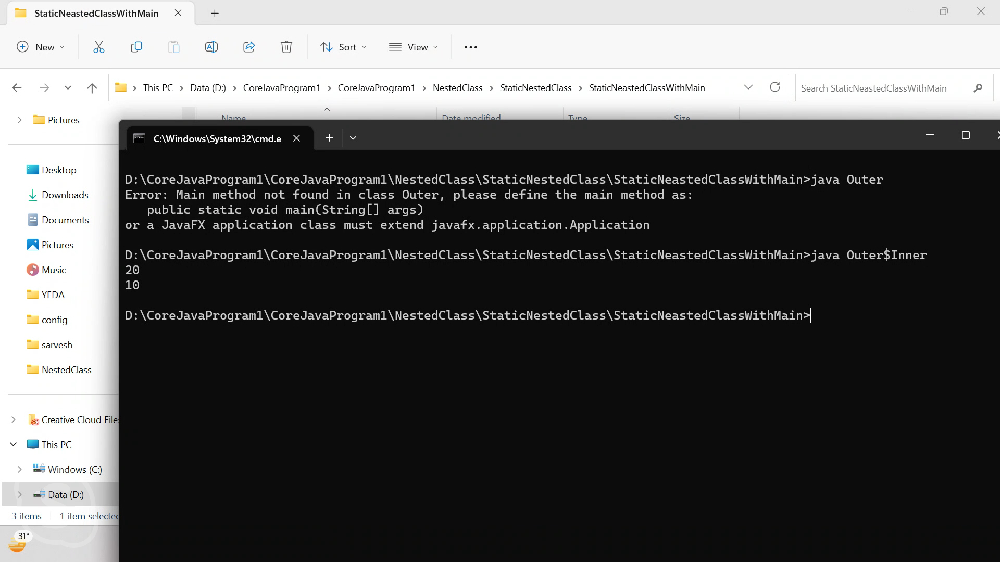 StaticNeastedClassWithMain
New
Sort
View
This PC > Data (D:) > CoreJavaProgram1 > CoreJavaProgram1 > NestedClass > StaticNestedClass > StaticNeastedClassWithMain
Search StaticNeastedClassWithMain
Name
Date modified
Type
Size
Pictures
Desktop
Downloads
Documents
Pictures
Music
YEDA
config
sarvesh
NestedClass
Creative Cloud Files
This PC
Windows (C:)
Data (D:)
3 items
1 item selected
31°
C:\Windows\System32\cmd.e
D:\CoreJavaProgram1\CoreJavaProgram1\NestedClass\StaticNestedClass\StaticNeastedClassWithMain>java Outer
Error: Main method not found in class Outer, please define the main method as:
   public static void main(String[] args)
or a JavaFX application class must extend javafx.application.Application
D:\CoreJavaProgram1\CoreJavaProgram1\NestedClass\StaticNestedClass\StaticNeastedClassWithMain>java Outer$Inner
20
10
D:\CoreJavaProgram1\CoreJavaProgram1\NestedClass\StaticNestedClass\StaticNeastedClassWithMain>